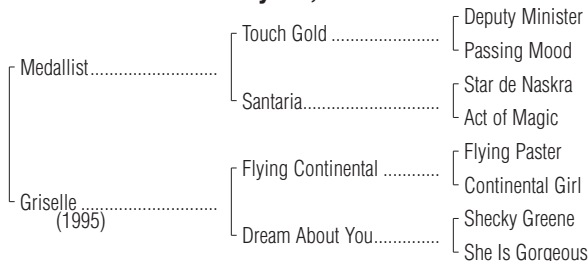 Deputy Minister
Touch Gold ......................
Passing Mood
Medallist..........................
Star de Naskra
Santaria............................
Act of Magic
Flying Paster
Flying Continental ............
Continental Girl
Griselle ...........................
(1995)
Shecky Greene
Dream About You.............
She Is Gorgeous